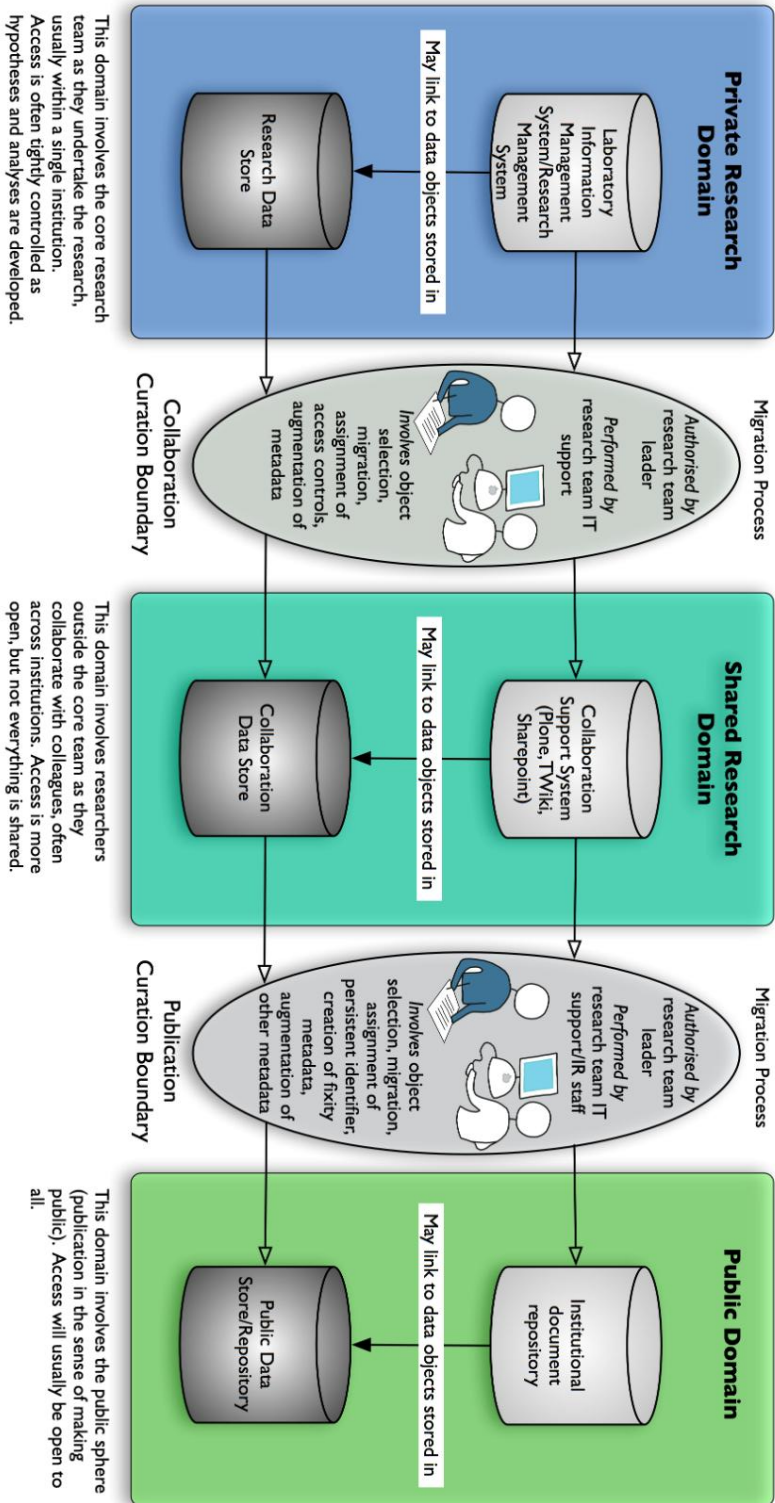 Private Research
Domain
Laboratory
Information
Management
System/Research
Management
System
May link to data objects stored in
Research Data
Store
This domain involves the core research
team as they undertake the research,
usually within a single institution.
Access is often tightly controlled as
hypotheses and analyses are developed.
Migration Process
Authorised by
research team
leader
Performed by
research team IT
support
Involves object
selection,
migration,
assignment of
access controls,
augmentation of
metadata
Collaboration
Curation Boundary
Shared Research
Domain
Collaboration
Support System
(Plone, TWiki,
Sharepoint)
May link to data objects stored in
Collaboration
Data Store
This domain involves researchers
outside the core team as they
collaborate with colleagues, often
across institutions. Access is more
open, but not everything is shared.
Migration Process
Authorised by
research team
leader
Performed by
research team IT
support/IR staff
Involves object
selection, migration,
assignment of
persistent identifier,
creation of fixity
metadata,
augmentation of
other metadata
Publication
Curation Boundary
Public Domain
Institutional
document
repository
May link to data objects stored in
Public Data
Store/Repository
This domain involves the public sphere
(publication in the sense of making
public). Access will usually be open to
all.